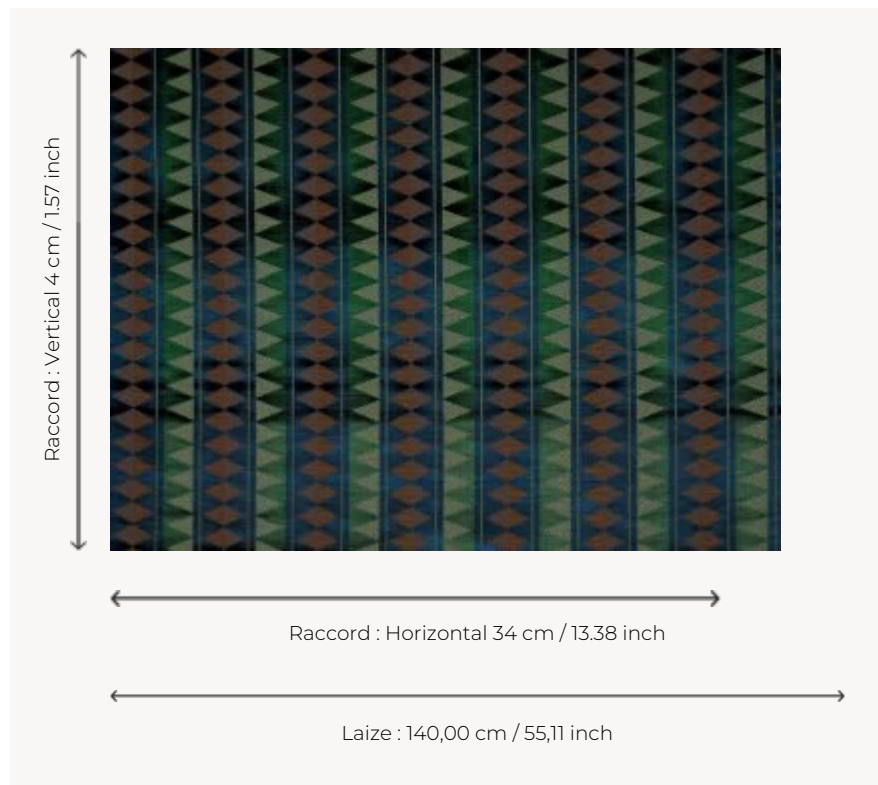 Raccord : Vertical 4 cm / 1.57 inch
Raccord : Horizontal 34 cm / 13.38 inch
Laize : 140,00 cm / 55,11 inch